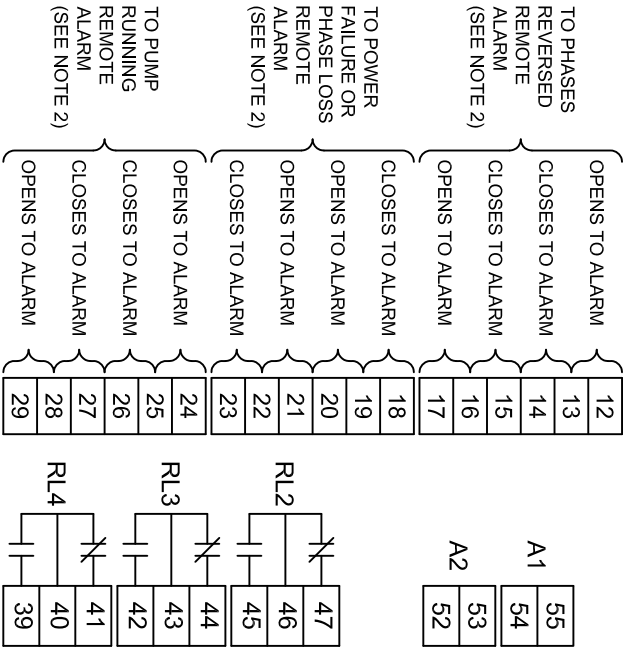 TO PHASES
REVERSED
REMOTE
ALARM
(SEE NOTE 2)
OPENS TO ALARM
CLOSES TO ALARM
CLOSES TO ALARM
OPENS TO ALARM
12
13
14
15
16
17
TO POWER
FAILURE OR
PHASE LOSS
REMOTE
ALARM
(SEE NOTE 2)
CLOSES TO ALARM
OPENS TO ALARM
OPENS TO ALARM
CLOSES TO ALARM
18
19
20
21
22
23
TO PUMP
RUNNING
REMOTE
ALARM
(SEE NOTE 2)
OPENS TO ALARM
CLOSES TO ALARM
CLOSES TO ALARM
OPENS TO ALARM
24
25
26
27
28
29
A1
55
54
A2
53
52
RL2
47
46
45
RL3
44
43
42
RL4
41
40
39